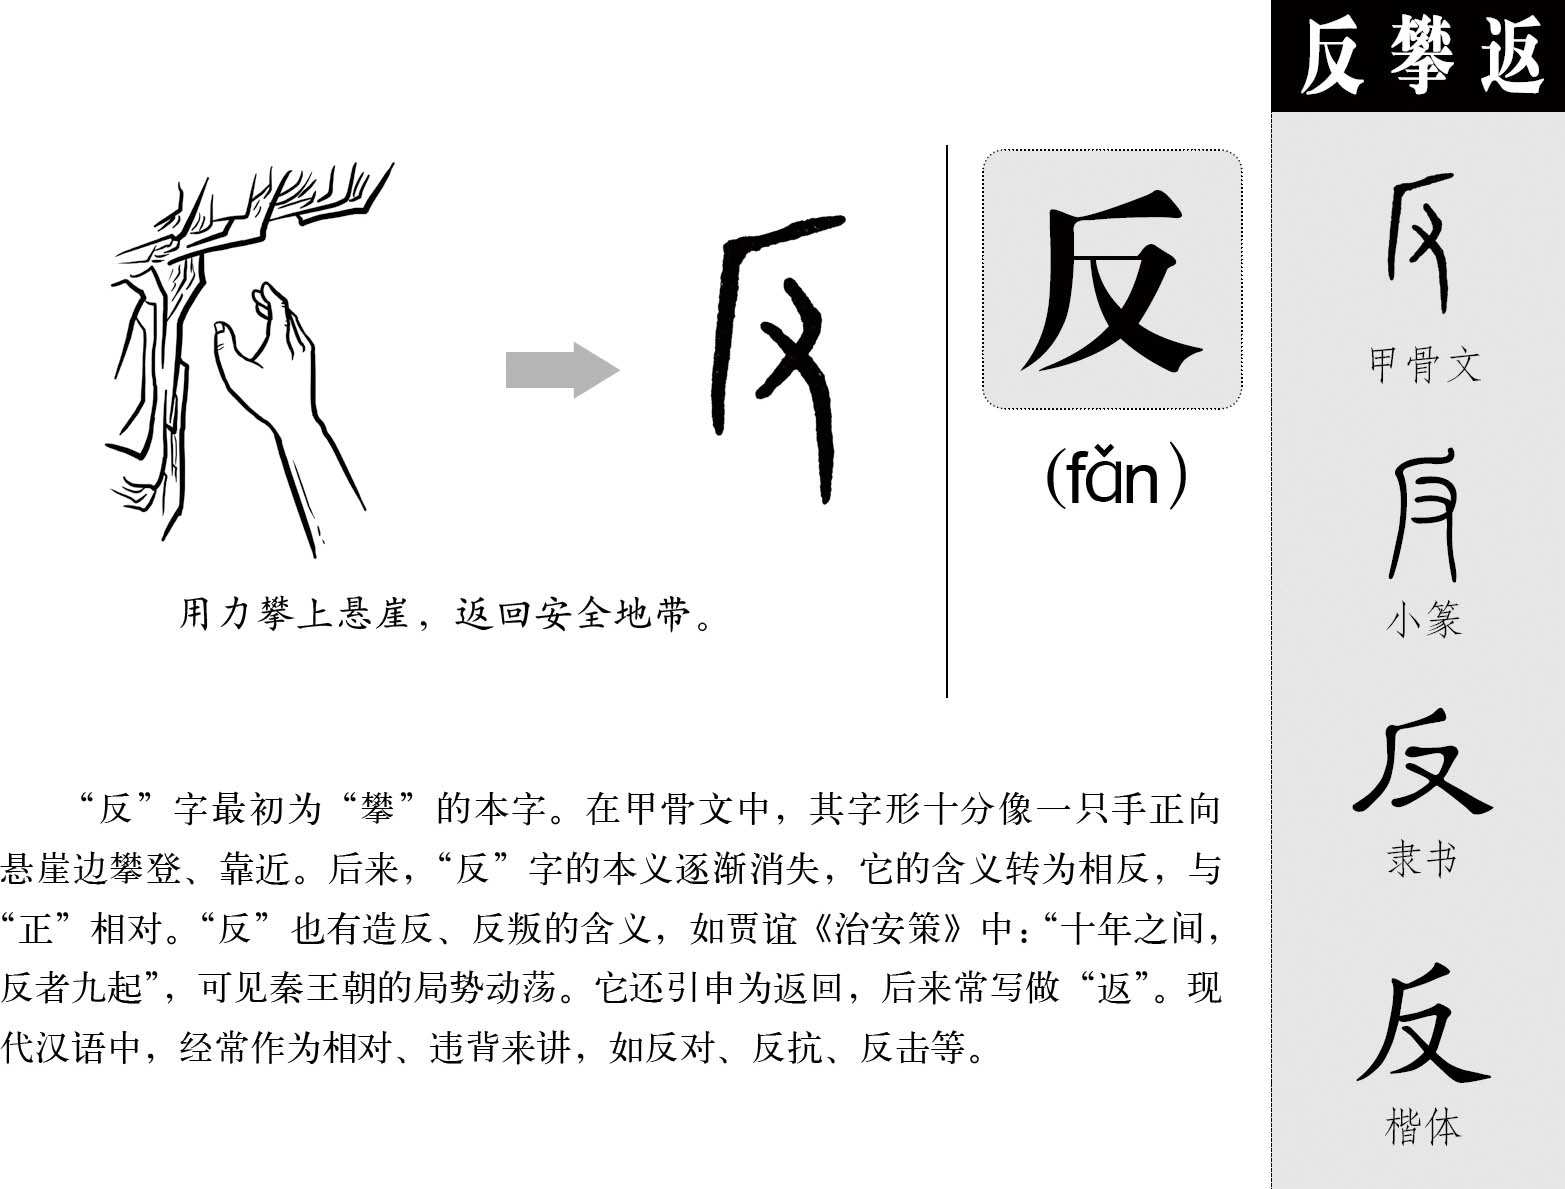 反攀返
反
(fǎn)
用力攀上悬崖，返回安全地带。
“反”字最初为“攀”的本字。在甲骨文中，其字形十分像一只手正向
悬崖边攀登、靠近。后来，“反”字的本义逐渐消失，它的含义转为相反，与
“正”相对。“反”也有造反、反叛的含义，如贾谊《治安策》中：“十年之间，
反者九起”，可见秦王朝的局势动荡。它还引申为返回，后来常写做“返”。现
代汉语中，经常作为相对、违背来讲，如反对、反抗、反击等。
反
甲骨文
反
小篆
反
隶书
反
楷体